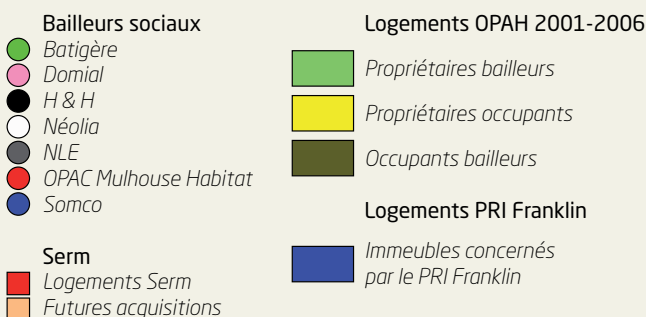 Bailleurs sociaux
Batigère
Domial
H & H
Néolia
NLE
OPAC Mulhouse Habitat
Somco
Serm
Logements Serm
Futures acquisitions
Logements OPAH 2001-2006
Propriétaires bailleurs
Propriétaires occupants
Occupants bailleurs
Logements PRI Franklin
Immeubles concernés
par le PRI Franklin